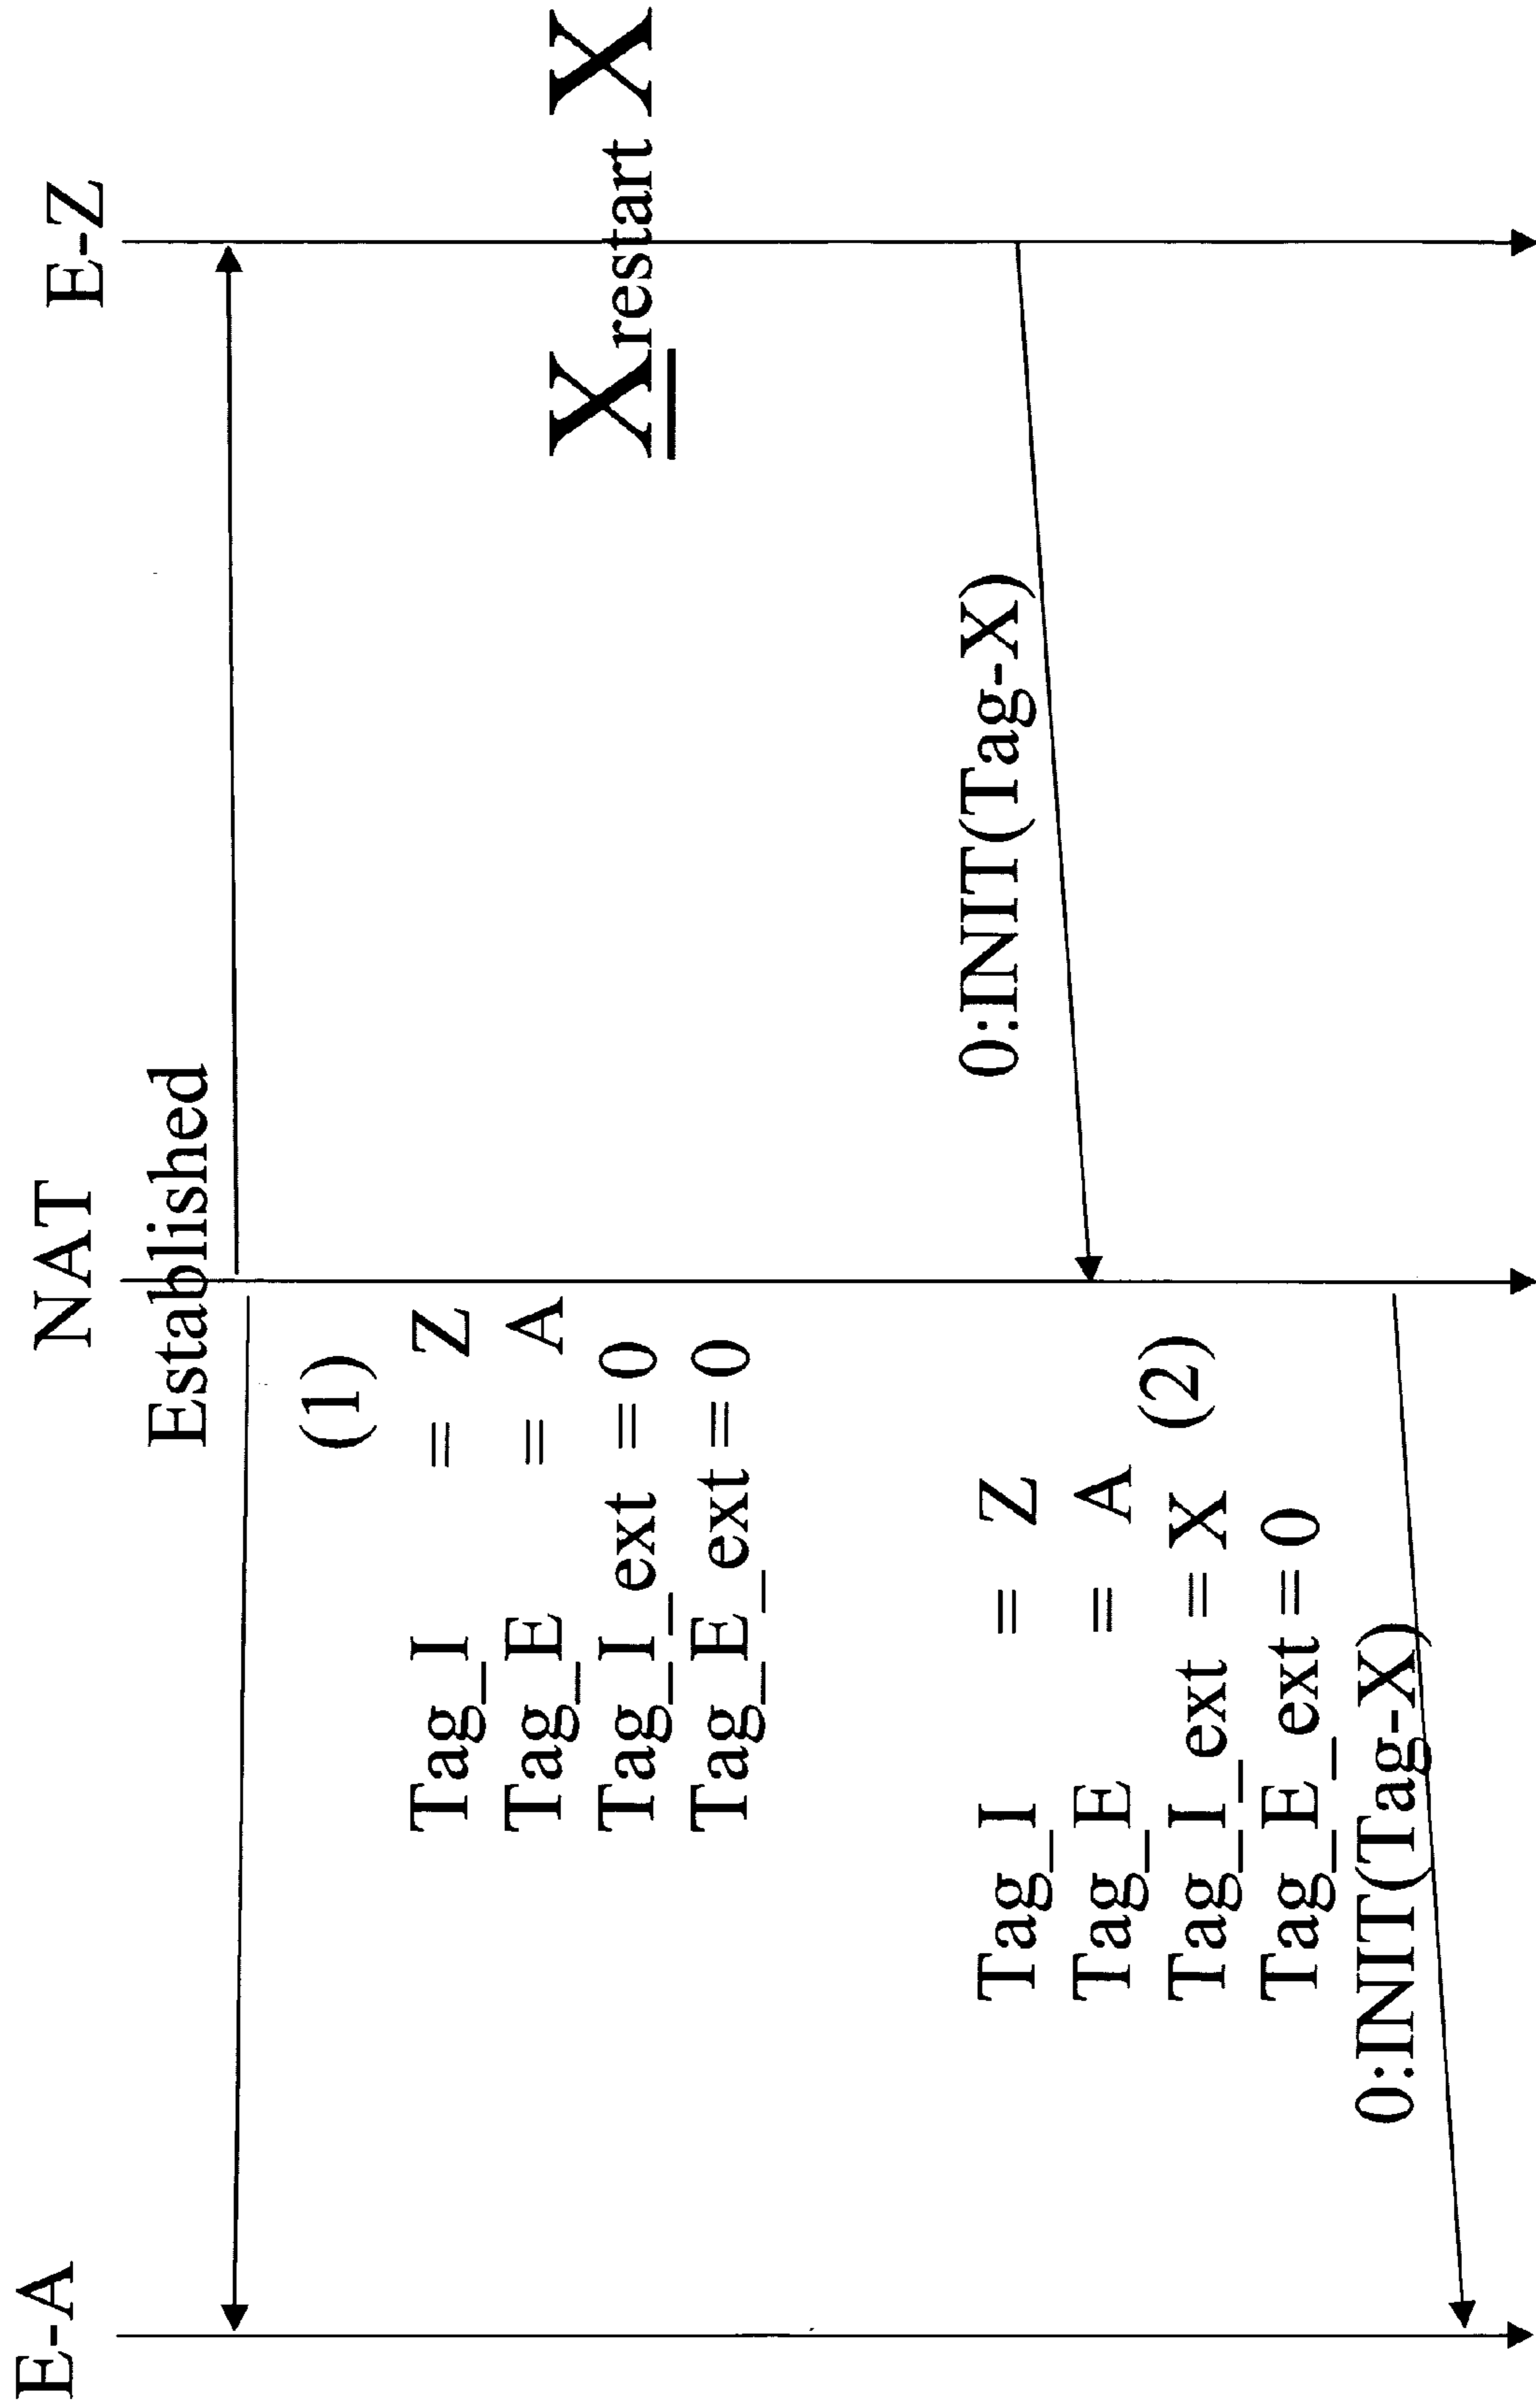 E-A
NAT
E-Z
Established
(1)
Tag_I = Z
Tag_E = A
Tag_I_ext = 0
Tag_E_ext = 0
X restart X
0:INIT(Tag-X)
Tag_I = Z
Tag_E = A (2)
Tag_I_ext = X
Tag_E_ext = 0
0:INIT(Tag-X)